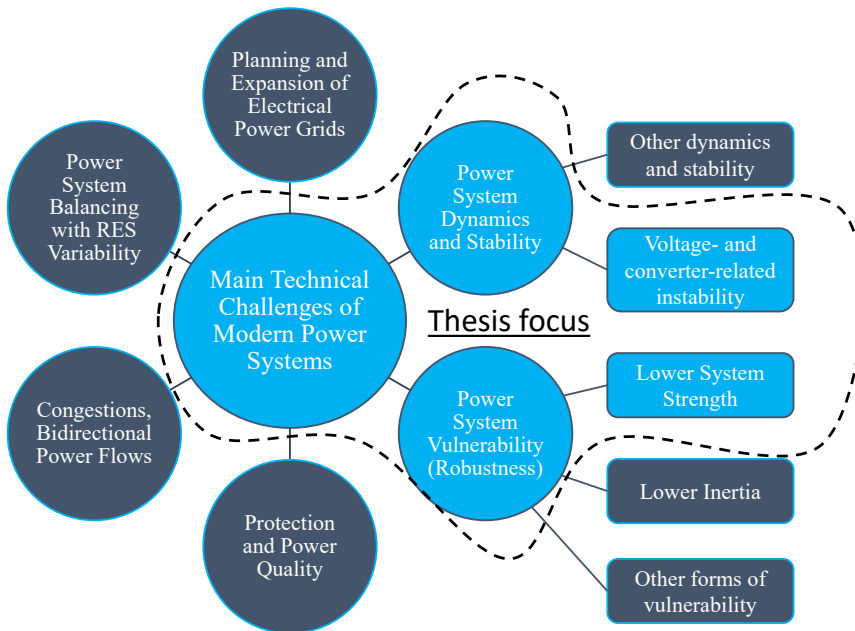 Planning and
Expansion of
Electrical
Power Grids
Power
System
Balancing
with RES
Variability
Main Technical
Challenges of
Modern Power
Systems
Congestions,
Bidirectional
Power Flows
Protection
and Power
Quality
Power
System
Dynamics
and Stability
Other dynamics
and stability
Voltage- and
converter-related
instability
Thesis focus
Power
System
Vulnerability
(Robustness)
Lower System
Strength
Lower Inertia
Other forms of
vulnerability